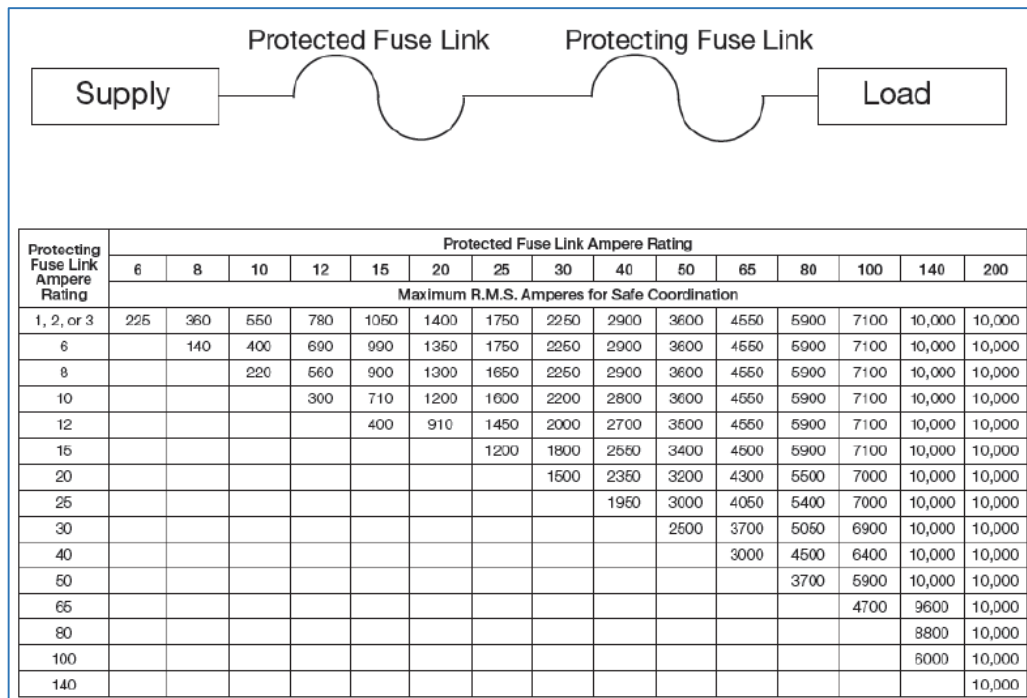 Protected Fuse Link Protecting Fuse Link
Supply Load
Protecting Fuse Link Ampere Rating
Protected Fuse Link Ampere Rating
6 8 10 12 15 20 25 30 40 50 65 80 100 140 200
Maximum R.M.S. Amperes for Safe Coordination
1, 2, or 3 225 360 550 780 1050 1400 1750 2250 2900 3600 4550 5900 7100 10,000 10,000
6 140 400 690 990 1350 1750 2250 2900 3600 4550 5900 7100 10,000 10,000
8 220 560 900 1300 1650 2250 2900 3600 4550 5900 7100 10,000 10,000
10 300 710 1200 1600 2200 2800 3600 4550 5900 7100 10,000 10,000
12 400 910 1450 2000 2700 3500 4550 5900 7100 10,000 10,000
15 1200 1800 2550 3400 4500 5900 7100 10,000 10,000
20 1500 2350 3200 4300 5500 7000 10,000 10,000
25 1950 3000 4050 5400 7000 10,000 10,000
30 2500 3700 5050 6900 10,000 10,000
40 3000 4500 6400 10,000 10,000
50 3700 5900 10,000 10,000
65 4700 9600 10,000
80 8800 10,000
100 6000 10,000
140 10,000